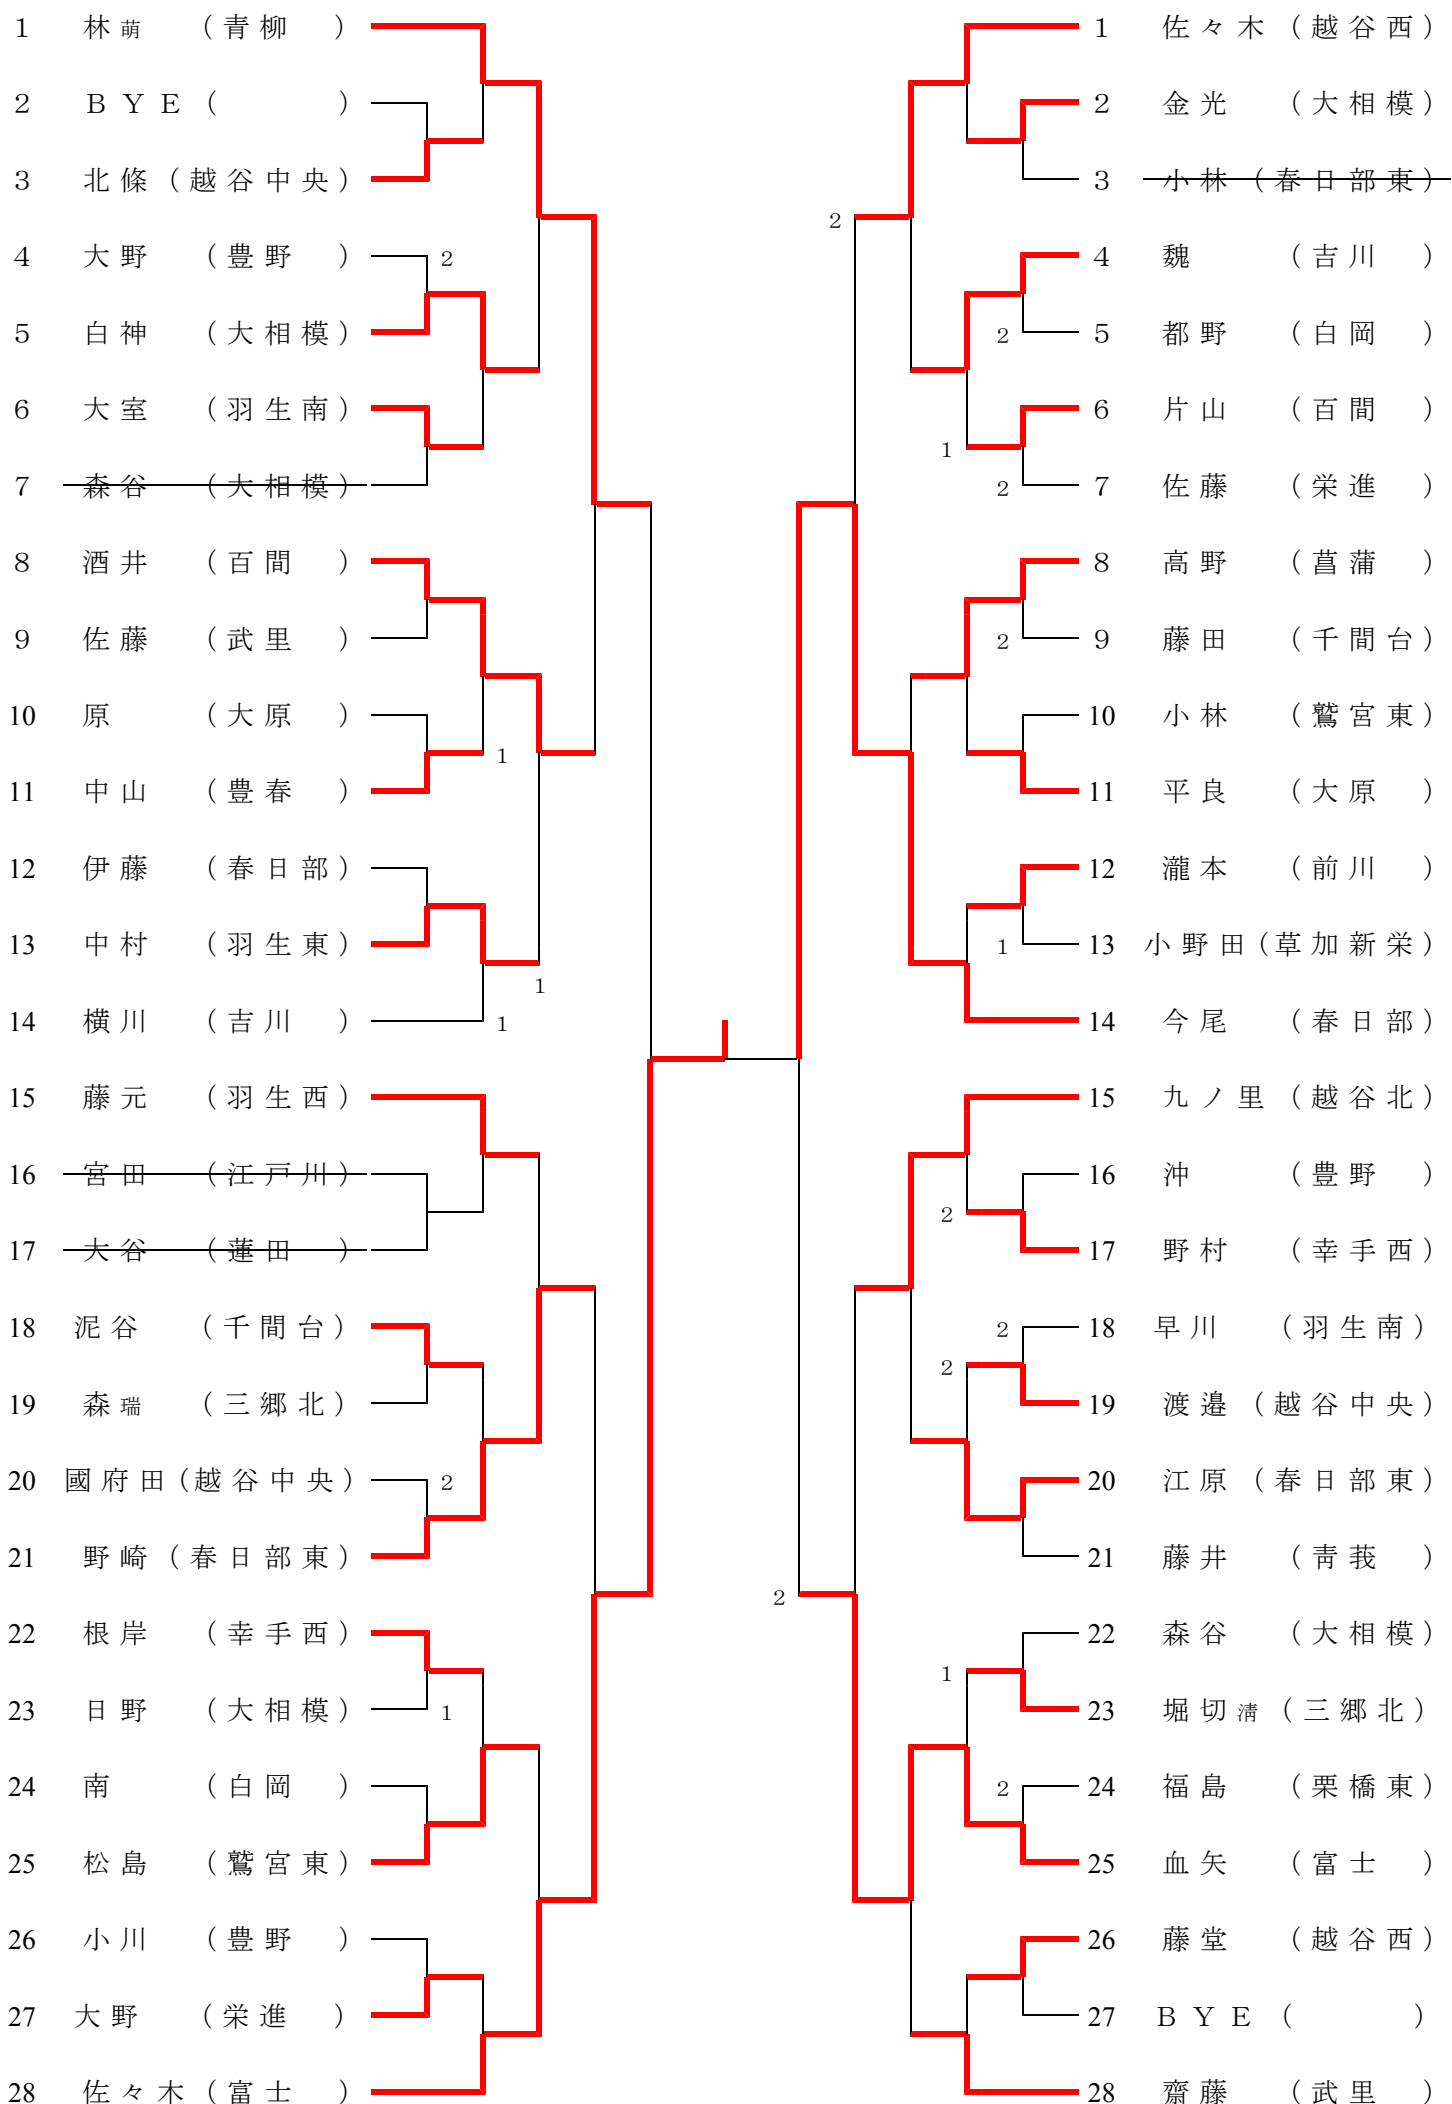 1 林萌 （青柳 ）
2 ＢＹＥ（ ）
3 北條（越谷中央）
4 大野 （豊野 ）
2
5 白神 （大相模）
6 大室 （羽生南）
7 森谷 （大相模）
8 酒井 （百間 ）
9 佐藤 （武里 ）
10 原 （大原 ）
1
11 中山 （豊春 ）
12 伊藤 （春日部）
13 中村 （羽生東）
1
14 横川 （吉川 ）
1
15 藤元 （羽生西）
16 宮田 （江戸川）
17 大谷 （蓮田 ）
18 泥谷 （千間台）
19 森瑞 （三郷北）
20 國府田（越谷中央）
2
21 野崎（春日部東）
22 根岸 （幸手西）
23 日野 （大相模）
1
24 南 （白岡 ）
25 松島 （鷲宮東）
26 小川 （豊野 ）
27 大野 （栄進 ）
28 佐々木（富士 ）
1 佐々木（越谷西）
2 金光 （大相模）
3 小林（春日部東）
2
4 魏 （吉川 ）
2
5 都野 （白岡 ）
6 片山 （百間 ）
1
2
7 佐藤 （栄進 ）
8 高野 （菖蒲 ）
2
9 藤田 （千間台）
10 小林 （鷲宮東）
11 平良 （大原 ）
12 瀧本 （前川 ）
1
13 小野田（草加新栄）
14 今尾 （春日部）
15 九ノ里（越谷北）
16 沖 （豊野 ）
2
17 野村 （幸手西）
2
18 早川 （羽生南）
2
19 渡邉（越谷中央）
20 江原（春日部東）
21 藤井 （青莪 ）
2
22 森谷 （大相模）
1
23 堀切清（三郷北）
2
24 福島 （栗橋東）
25 血矢 （富士 ）
26 藤堂 （越谷西）
27 ＢＹＥ（ ）
28 齋藤 （武里 ）